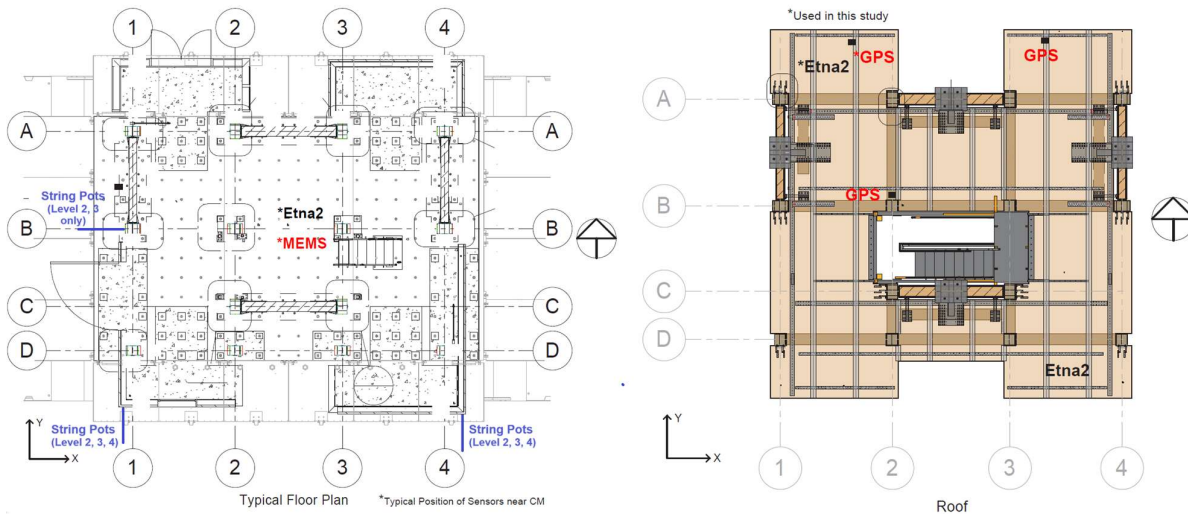 1
2
3
4
A
A
String Pots
(Level 2, 3
only)
B
*Etna2
*MEMS
B
C
C
D
D
Y
X
String Pots
(Level 2, 3, 4)
String Pots
(Level 2, 3, 4)
1
2
3
4
Typical Floor Plan
*Typical Position of Sensors near CM
*Used in this study
*GPS
GPS
*Etna2
A
GPS
B
C
D
Etna2
Y
X
1
2
3
4
Roof